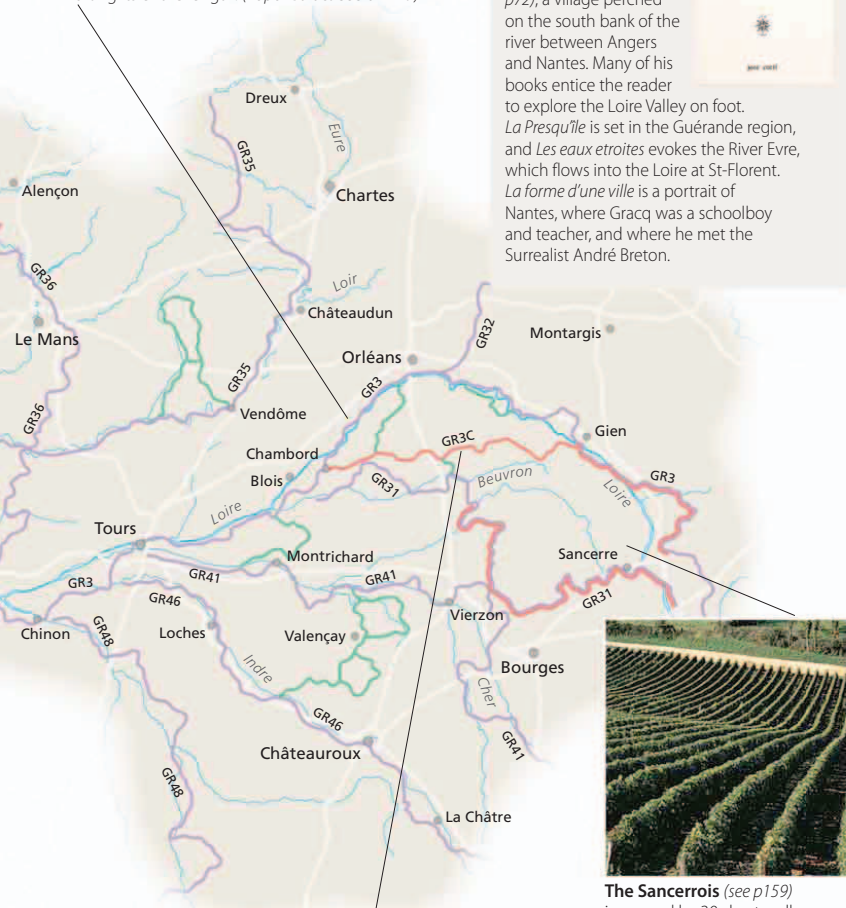 p72), a village perched
on the south bank of the
river between Angers
and Nantes. Many of his
books entice the reader
to explore the Loire Valley on foot.
La Presqu'île is set in the Guérande region,
and Les eaux etroites evokes the River Evre,
which flows into the Loire at St-Florent.
La forme d'une ville is a portrait of
Nantes, where Gracq was a schoolboy
and teacher, and where he met the
Surrealist André Breton.
Dreux
Eure
GR35
Alençon
Chartes
GR36
Loir
Châteaudun
Le Mans
GR32
Montargis
Orléans
GR35
GR3
GR36
Vendôme
Gien
GR3C
Chambord
Blois
GR31
Beuvron
GR3
Loire
Loire
Tours
Sancerre
Montrichard
GR41
GR41
GR3
GR46
GR31
Vierzon
Chinon
GR48
Loches
Valençay
Indre
Bourges
Cher
GR46
GR41
Châteauroux
GR48
La Châtre
The Sancerrois (see p159)